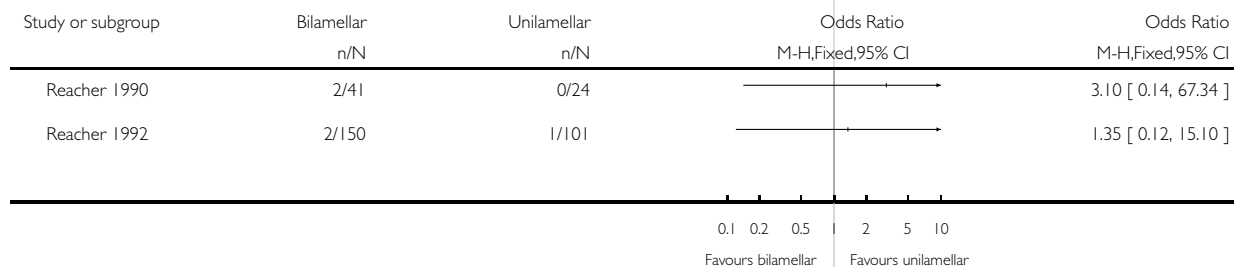 Study or subgroup Bilamellar Unilamellar Odds Ratio Odds Ratio
n/N n/N M-H,Fixed,95% CI M-H,Fixed,95% CI
Reacher 1990 2/41 0/24 3.10 [ 0.14, 67.34 ]
Reacher 1992 2/150 1/101 1.35 [ 0.12, 15.10 ]
0.1 0.2 0.5 1 2 5 10
Favours bilamellar Favours unilamellar